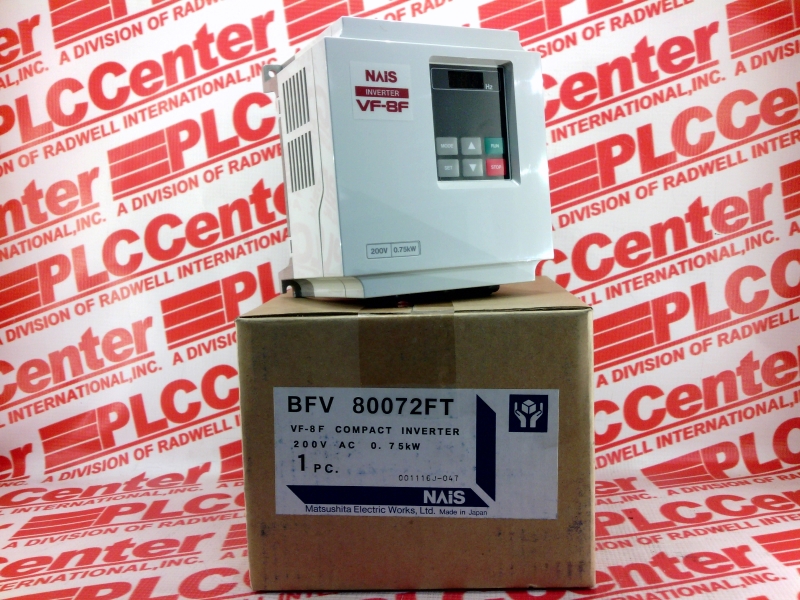 NAiS
INVERTER
VF-8F
Hz
MODE
RUN
SET
STOP
200V 0.75kW
BFV 80072FT
VF-8F COMPACT INVERTER
200V AC 0.75kW
1 PC.
001116J-047
NAiS
Matsushita Electric Works, Ltd. Made in Japan
PLCCenter
A DIVISION OF RADWELL INTERNATIONAL, INC.